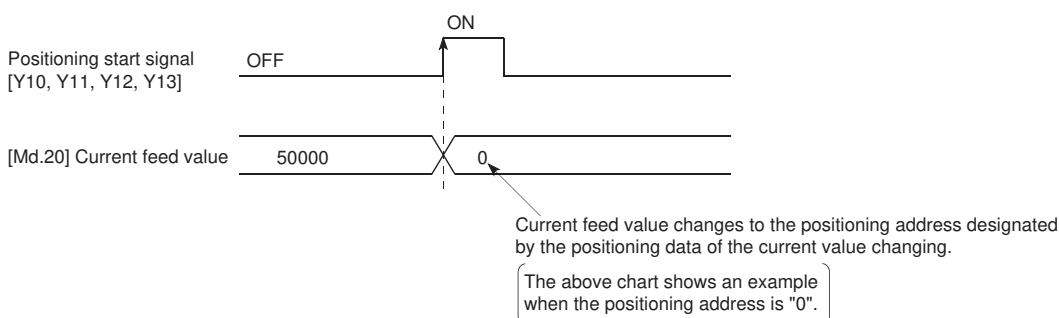 ON
Positioning start signal
[Y10, Y11, Y12, Y13]
OFF
[Md.20] Current feed value
50000
0
Current feed value changes to the positioning address designated
by the positioning data of the current value changing.
The above chart shows an example
when the positioning address is "0".